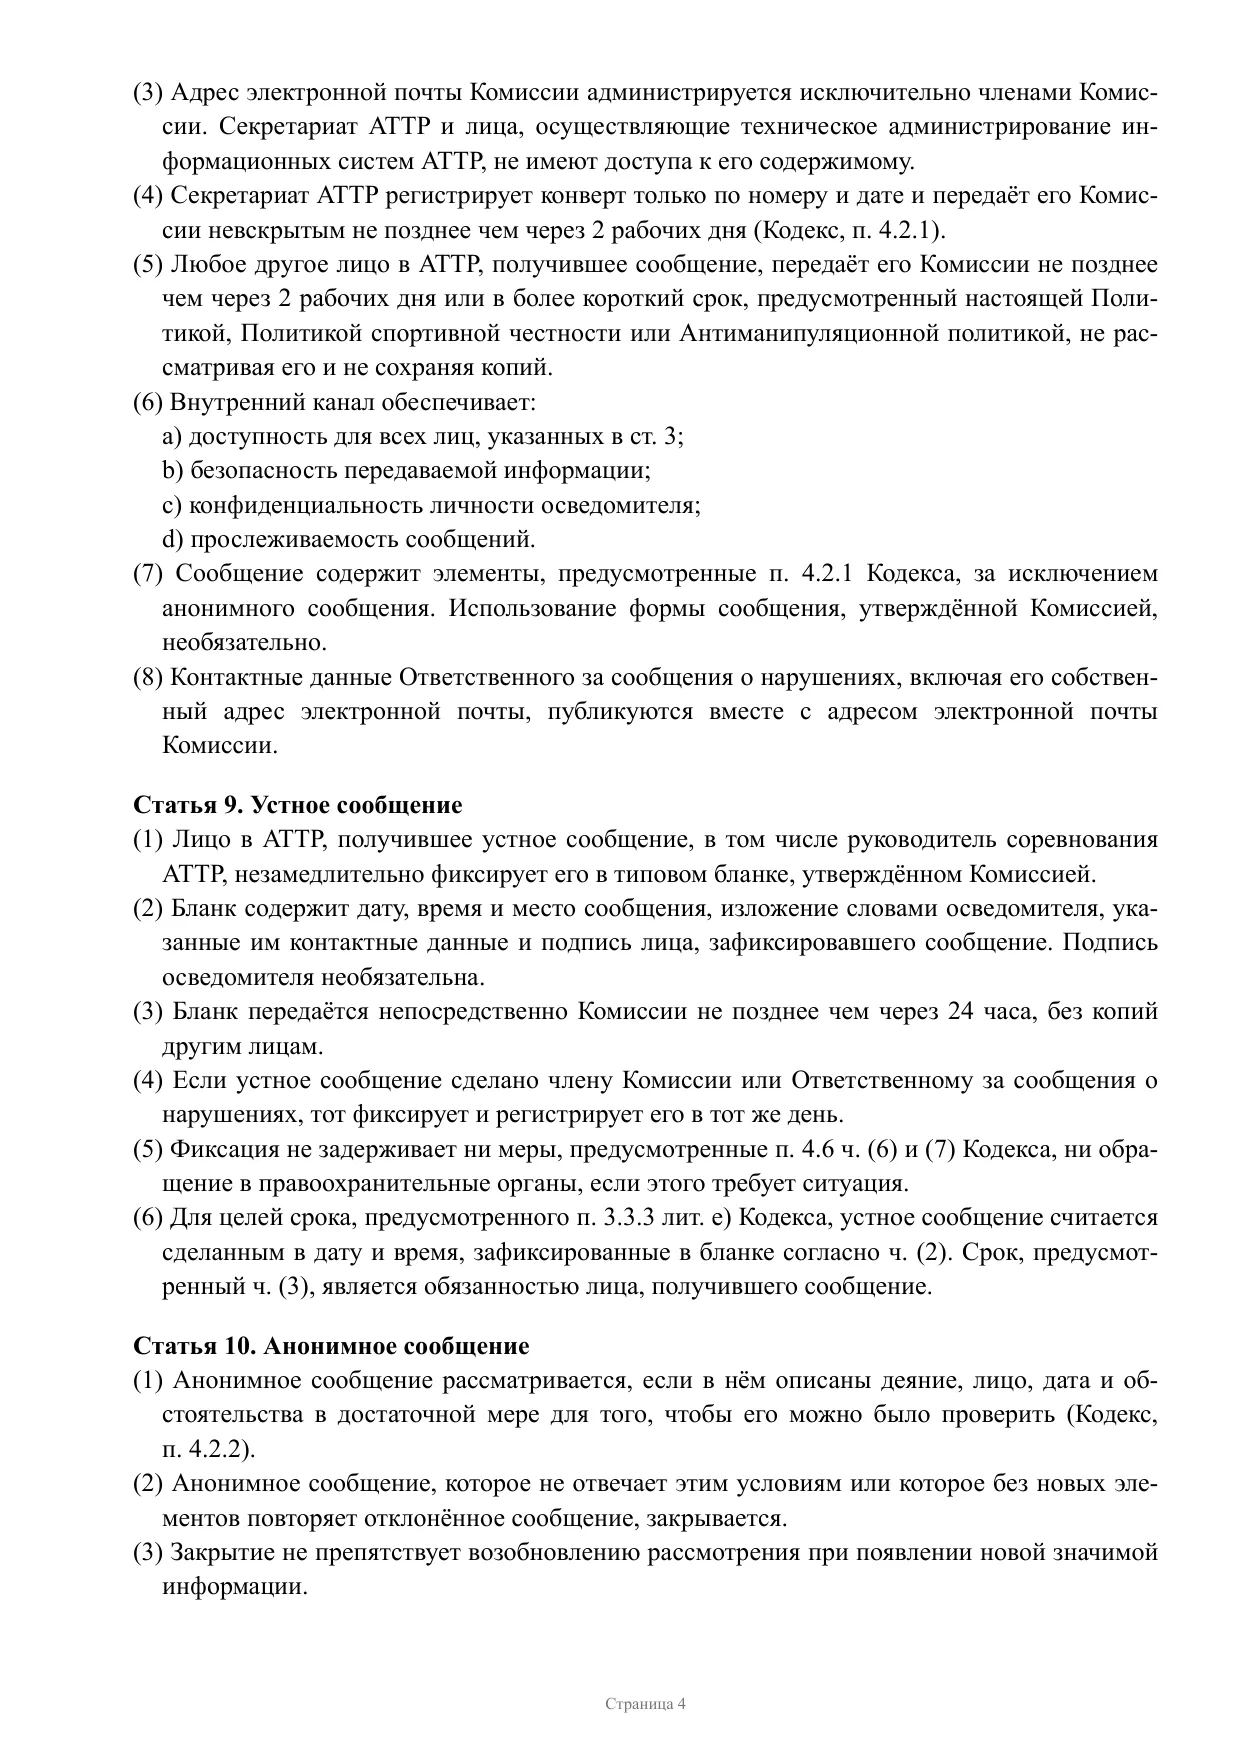 (3) Адрес электронной почты Комиссии администрируется исключительно членами Комис-
сии. Секретариат АТТР и лица, осуществляющие техническое администрирование ин-
формационных систем АТТР, не имеют доступа к его содержимому.
(4) Секретариат АТТР регистрирует конверт только по номеру и дате и передаёт его Комис-
сии невскрытым не позднее чем через 2 рабочих дня (Кодекс, п. 4.2.1).
(5) Любое другое лицо в АТТР, получившее сообщение, передаёт его Комиссии не позднее
чем через 2 рабочих дня или в более короткий срок, предусмотренный настоящей Поли-
тикой, Политикой спортивной честности или Антиманипуляционной политикой, не рас-
сматривая его и не сохраняя копий.
(6) Внутренний канал обеспечивает:
a) доступность для всех лиц, указанных в ст. 3;
b) безопасность передаваемой информации;
c) конфиденциальность личности осведомителя;
d) прослеживаемость сообщений.
(7) Сообщение содержит элементы, предусмотренные п. 4.2.1 Кодекса, за исключением
анонимного сообщения. Использование формы сообщения, утверждённой Комиссией,
необязательно.
(8) Контактные данные Ответственного за сообщения о нарушениях, включая его собствен-
ный адрес электронной почты, публикуются вместе с адресом электронной почты
Комиссии.
Статья 9. Устное сообщение
(1) Лицо в АТТР, получившее устное сообщение, в том числе руководитель соревнования
АТТР, незамедлительно фиксирует его в типовом бланке, утверждённом Комиссией.
(2) Бланк содержит дату, время и место сообщения, изложение словами осведомителя, ука-
занные им контактные данные и подпись лица, зафиксировавшего сообщение. Подпись
осведомителя необязательна.
(3) Бланк передаётся непосредственно Комиссии не позднее чем через 24 часа, без копий
другим лицам.
(4) Если устное сообщение сделано члену Комиссии или Ответственному за сообщения о
нарушениях, тот фиксирует и регистрирует его в тот же день.
(5) Фиксация не задерживает ни меры, предусмотренные п. 4.6 ч. (6) и (7) Кодекса, ни обра-
щение в правоохранительные органы, если этого требует ситуация.
(6) Для целей срока, предусмотренного п. 3.3.3 лит. e) Кодекса, устное сообщение считается
сделанным в дату и время, зафиксированные в бланке согласно ч. (2). Срок, предусмот-
ренный ч. (3), является обязанностью лица, получившего сообщение.
Статья 10. Анонимное сообщение
(1) Анонимное сообщение рассматривается, если в нём описаны деяние, лицо, дата и об-
стоятельства в достаточной мере для того, чтобы его можно было проверить (Кодекс,
п. 4.2.2).
(2) Анонимное сообщение, которое не отвечает этим условиям или которое без новых эле-
ментов повторяет отклонённое сообщение, закрывается.
(3) Закрытие не препятствует возобновлению рассмотрения при появлении новой значимой
информации.
Страница 4